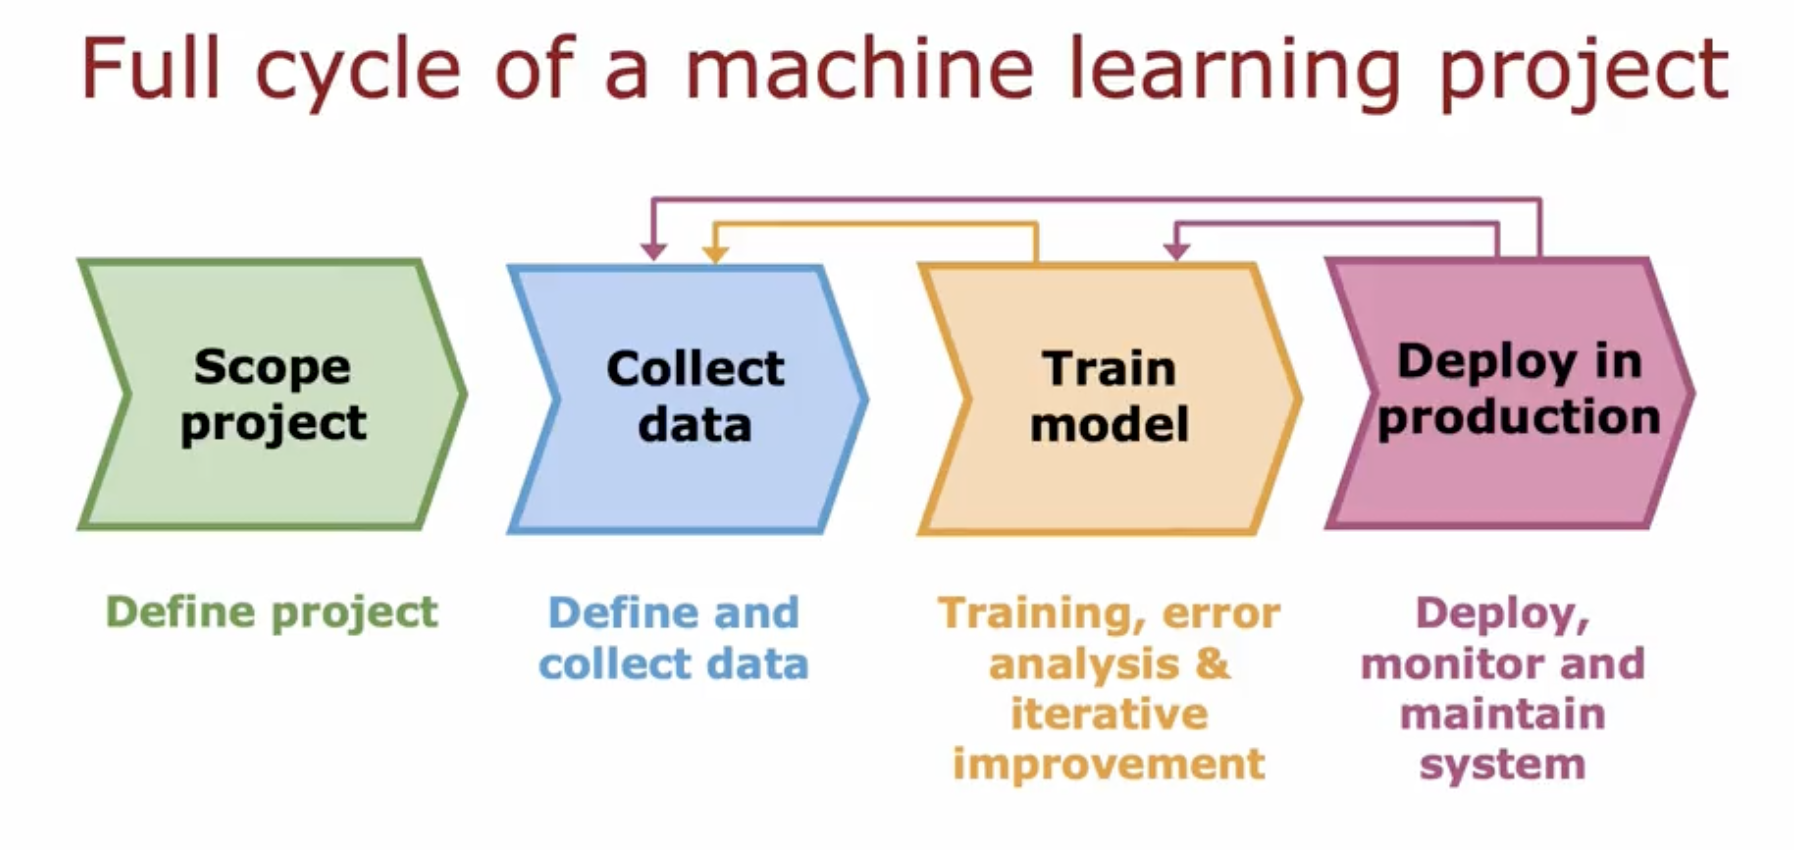 Full cycle of a machine learning project
Scope
project
Collect
data
Train
model
Deploy in
production
Define project
Define and
collect data
Training, error
analysis &
iterative
improvement
Deploy,
monitor and
maintain
system